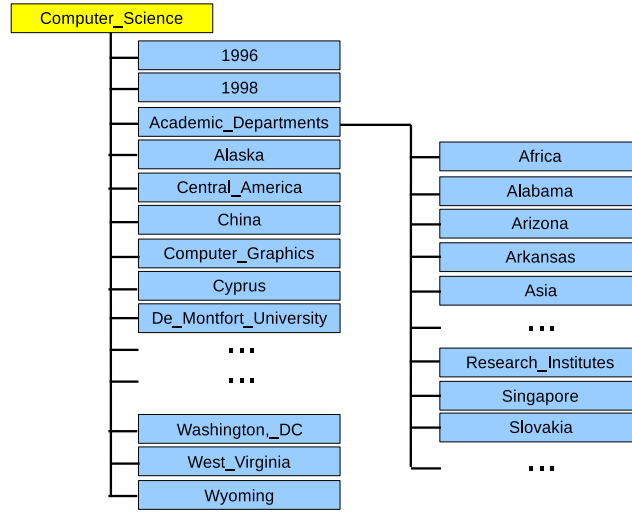 Computer_Science
1996
1998
Academic_Departments
Alaska
Central_America
China
Computer_Graphics
Cyprus
De_Montfort_University
...
...
Washington,_DC
West_Virginia
Wyoming
Africa
Alabama
Arizona
Arkansas
Asia
...
Research_Institutes
Singapore
Slovakia
...